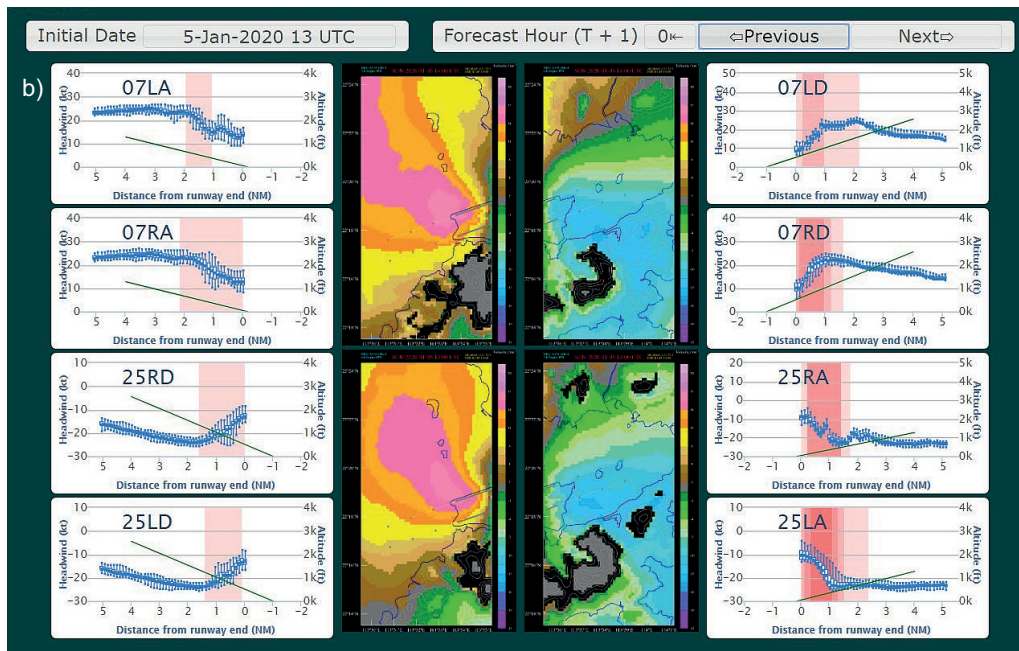 Initial Date 5-Jan-2020 13 UTC Forecast Hour (T + 1) 0⇤ ⇦Previous Next⇨
b)
07LA
40 30 20 10 0
4k 3k 2k 1k 0k
Headwind (kt)
Altitude (ft)
5 4 3 2 1 0 -1 -2
Distance from runway end (NM)
07RA
40 30 20 10 0
4k 3k 2k 1k 0k
Headwind (kt)
Altitude (ft)
5 4 3 2 1 0 -1 -2
Distance from runway end (NM)
25RD
10 0 -10 -20 -30
4k 3k 2k 1k 0k
Headwind (kt)
Altitude (ft)
5 4 3 2 1 0 -1 -2
Distance from runway end (NM)
25LD
10 0 -10 -20 -30
4k 3k 2k 1k 0k
Headwind (kt)
Altitude (ft)
5 4 3 2 1 0 -1 -2
Distance from runway end (NM)
07LD
50 40 30 20 10 0
5k 4k 3k 2k 1k 0k
Headwind (kt)
Altitude (ft)
-2 -1 0 1 2 3 4 5
Distance from runway end (NM)
07RD
50 40 30 20 10 0
5k 4k 3k 2k 1k 0k
Headwind (kt)
Altitude (ft)
-2 -1 0 1 2 3 4 5
Distance from runway end (NM)
25RA
20 10 0 -10 -20 -30
5k 4k 3k 2k 1k 0k
Headwind (kt)
Altitude (ft)
-2 -1 0 1 2 3 4 5
Distance from runway end (NM)
25LA
10 0 -10 -20 -30
4k 3k 2k 1k 0k
Headwind (kt)
Altitude (ft)
-2 -1 0 1 2 3 4 5
Distance from runway end (NM)